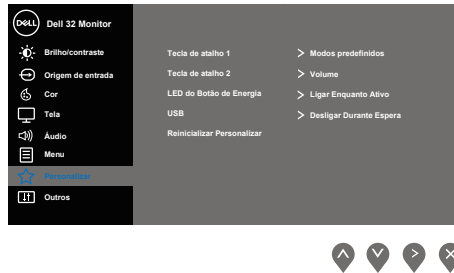 DELL Dell 32 Monitor
Brilho/contraste
Origem de entrada
Cor
Tela
Áudio
Menu
Personalizar
Outros
Tecla de atalho 1 > Modos predefinidos
Tecla de atalho 2 > Volume
LED do Botão de Energia > Ligar Enquanto Ativo
USB > Desligar Durante Espera
Reinicializar Personalizar